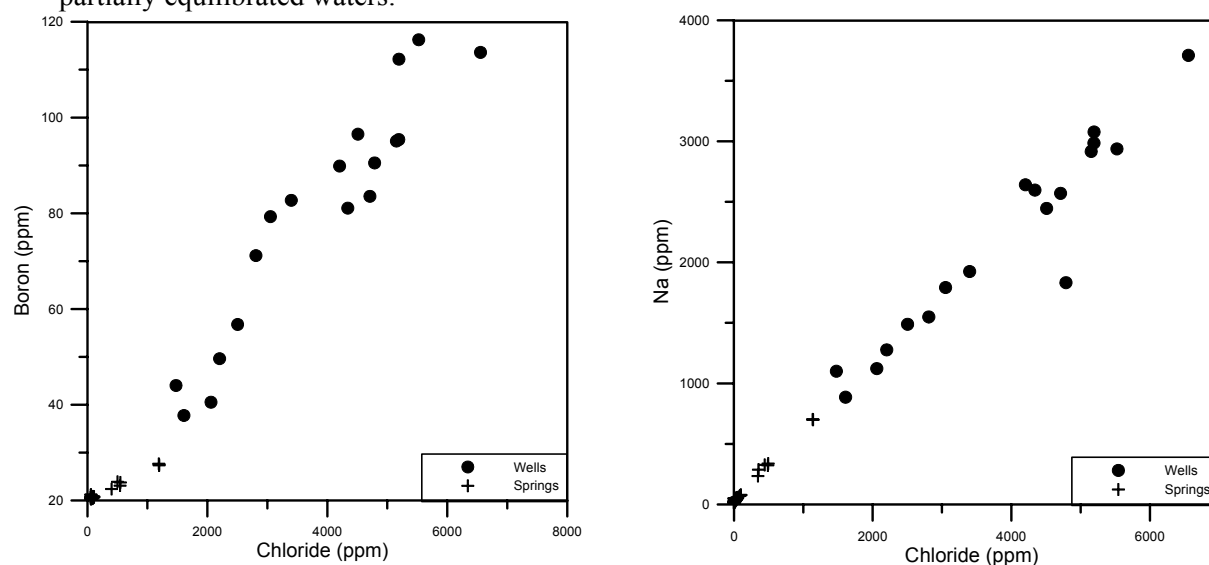 partially equilibrated waters.
120
100
80
60
40
20
Boron (ppm)
Wells
Springs
0 2000 4000 6000 8000
Chloride (ppm)
4000
3000
2000
1000
0
Na (ppm)
Wells
Springs
0 2000 4000 6000
Chloride (ppm)